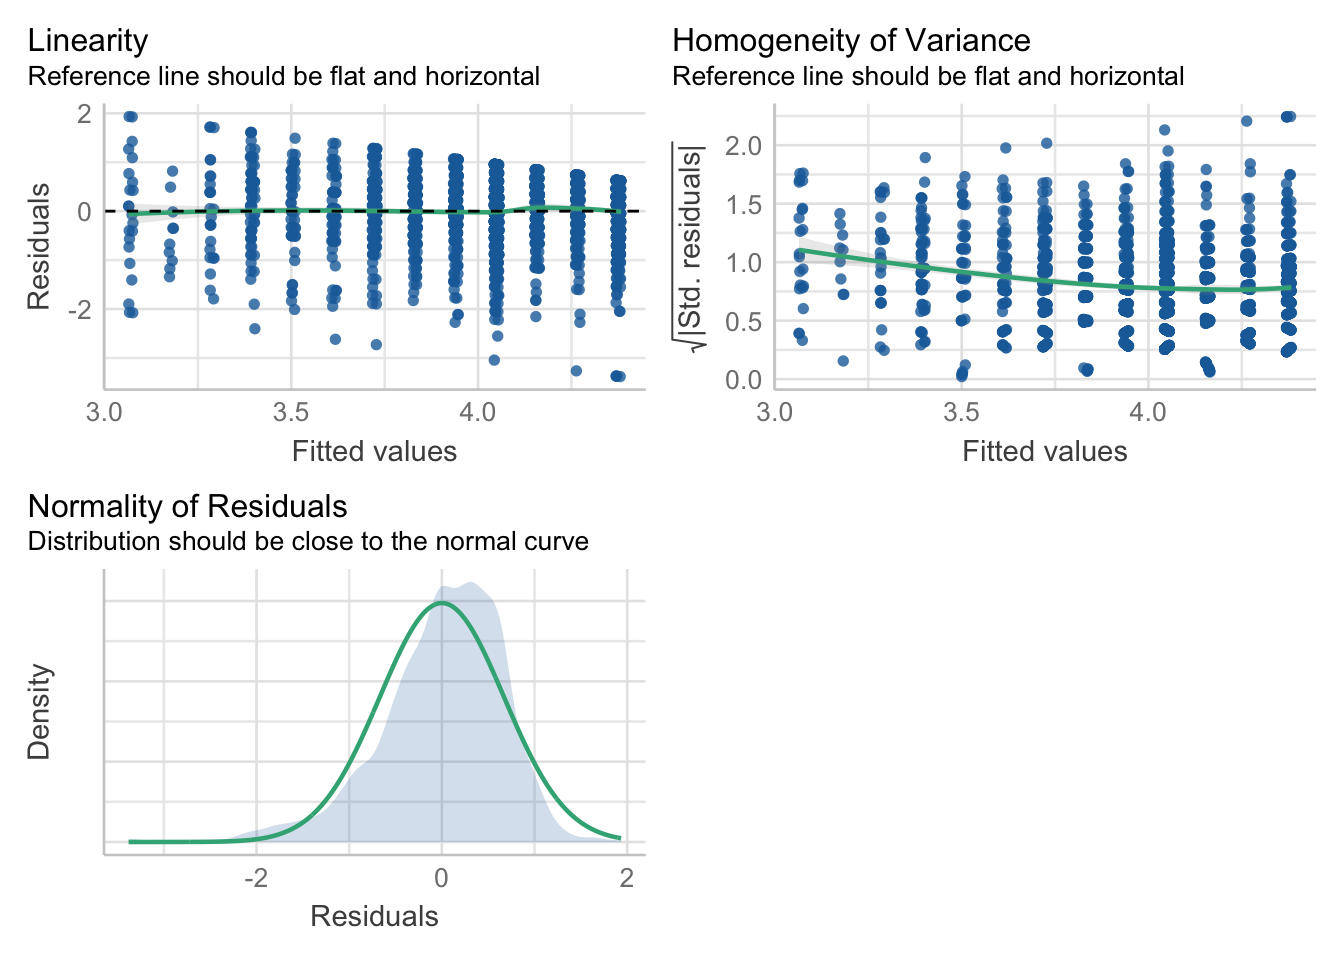 Linearity
Reference line should be flat and horizontal
2
0
-2
Residuals
3.0 3.5 4.0
Fitted values
Homogeneity of Variance
Reference line should be flat and horizontal
2.0
1.5
1.0
0.5
0.0
√|Std. residuals|
3.0 3.5 4.0
Fitted values
Normality of Residuals
Distribution should be close to the normal curve
Density
-2 0 2
Residuals